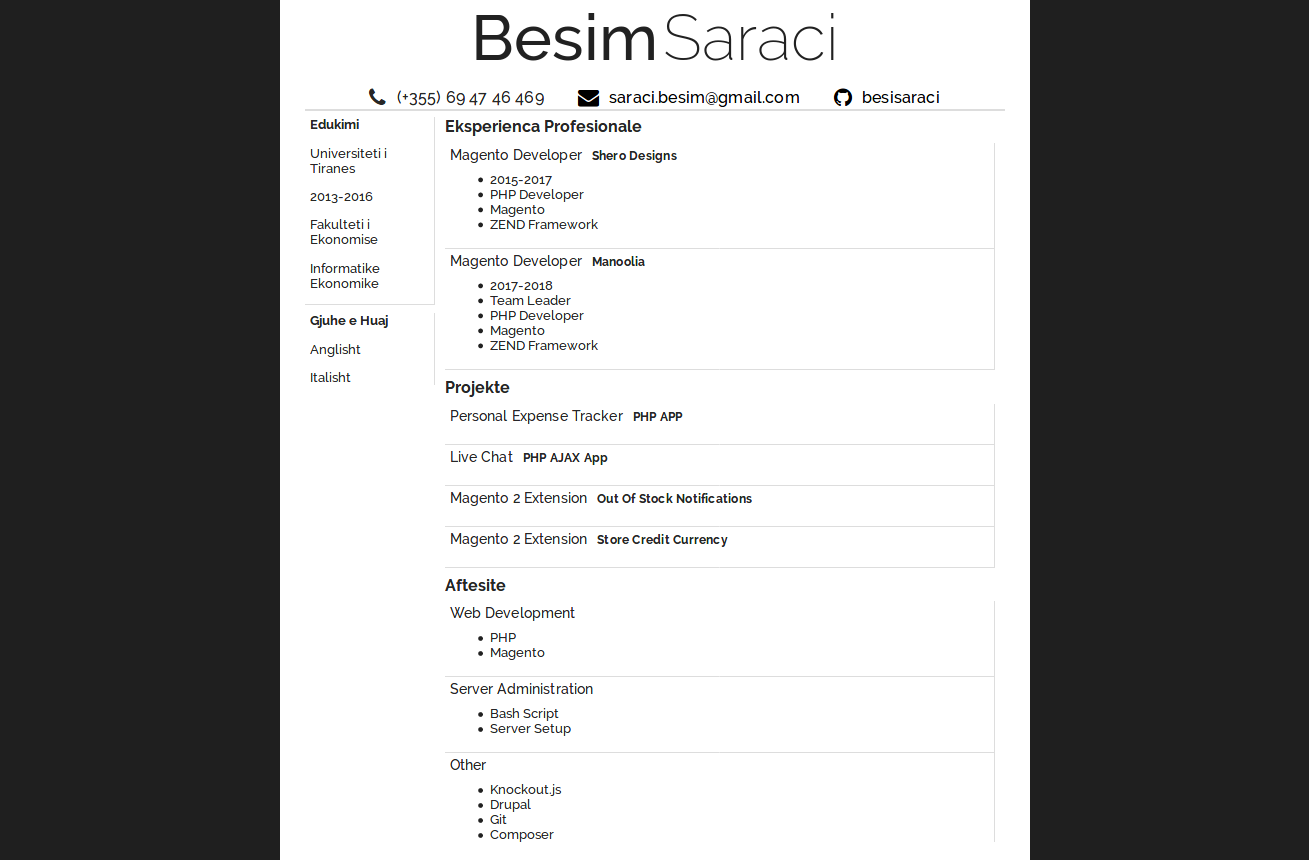 Besim Saraci
(+355) 69 47 46 469 saraci.besim@gmail.com besisaraci
Edukimi
Universiteti i
Tiranes
2013-2016
Fakulteti i
Ekonomise
Informatike
Ekonomike
Gjuhe e Huaj
Anglisht
Italisht
Eksperienca Profesionale
Magento Developer Shero Designs
2015-2017
PHP Developer
Magento
ZEND Framework
Magento Developer Manoolia
2017-2018
Team Leader
PHP Developer
Magento
ZEND Framework
Projekte
Personal Expense Tracker PHP APP
Live Chat PHP AJAX App
Magento 2 Extension Out Of Stock Notifications
Magento 2 Extension Store Credit Currency
Aftesite
Web Development
PHP
Magento
Server Administration
Bash Script
Server Setup
Other
Knockout.js
Drupal
Git
Composer